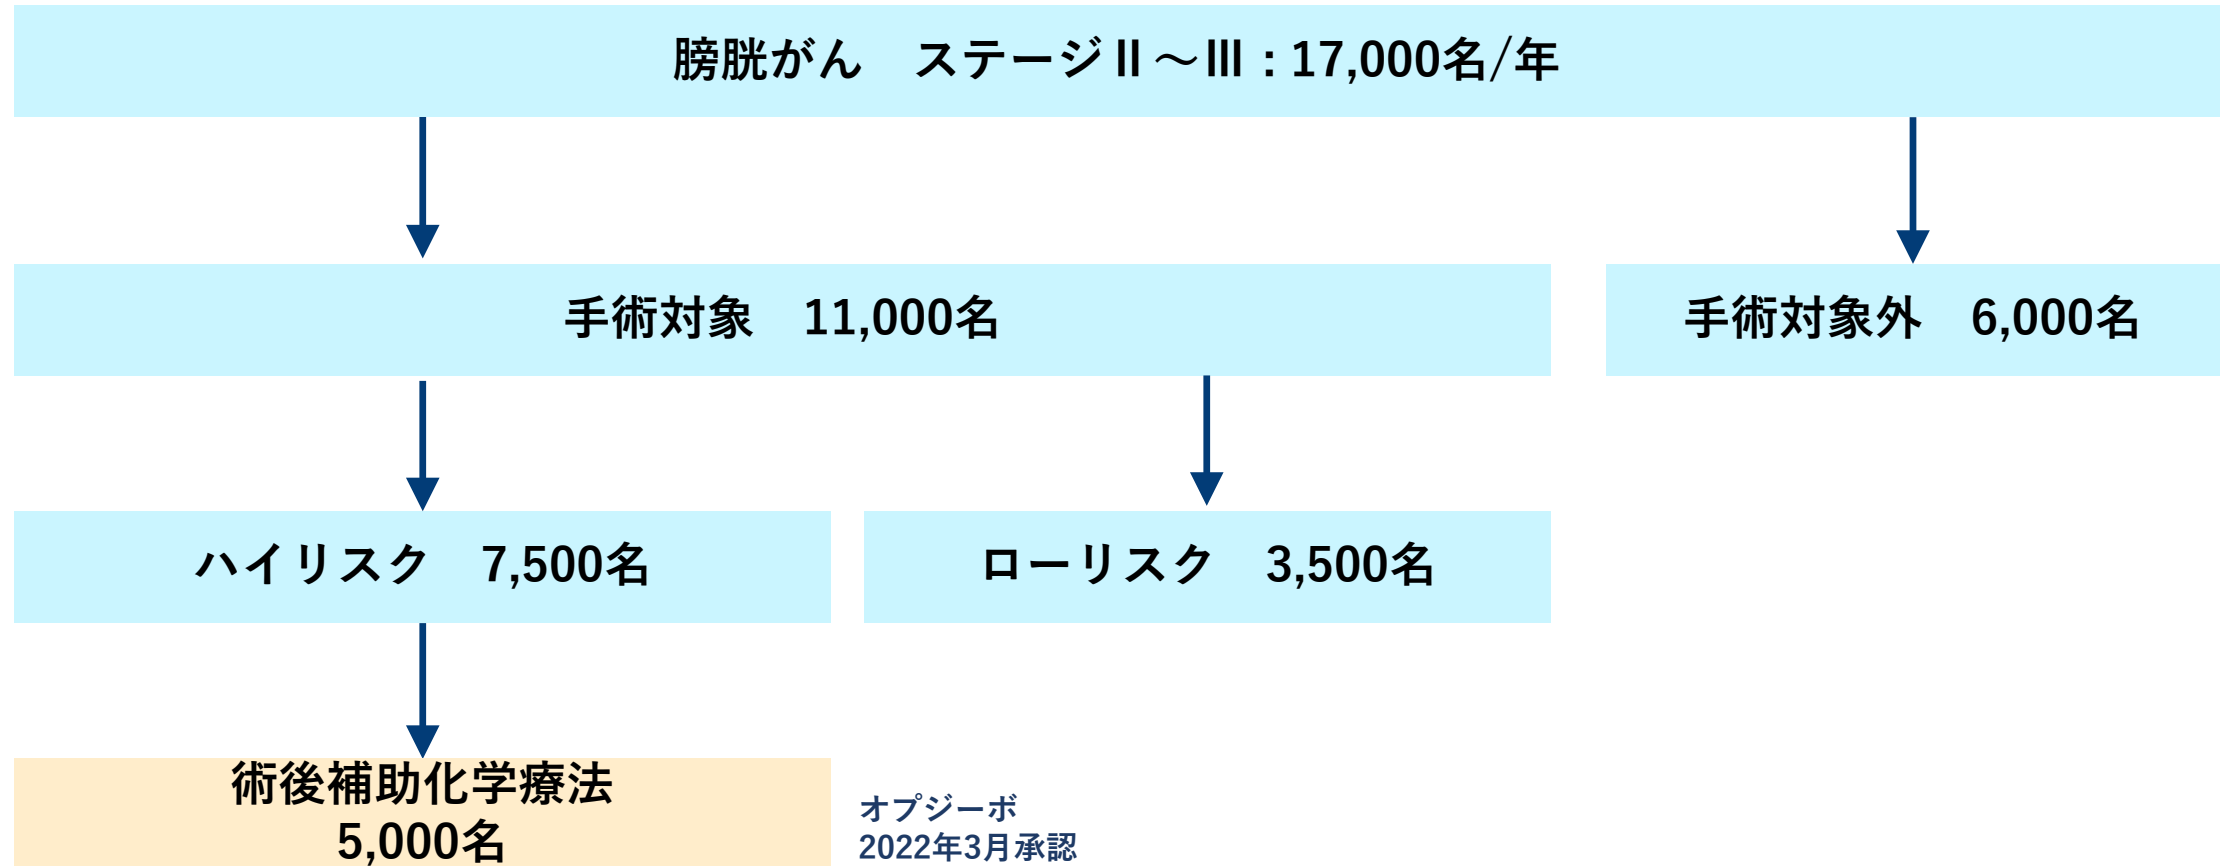 膀胱がん　ステージⅡ～Ⅲ：17,000名/年
手術対象　11,000名
手術対象外　6,000名
ハイリスク　7,500名
ローリスク　3,500名
術後補助化学療法
5,000名
オプジーボ
2022年3月承認